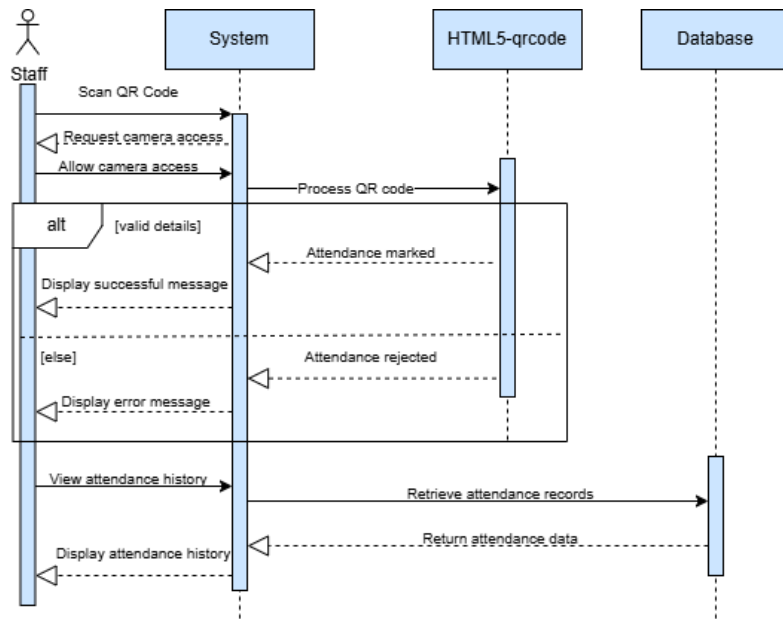 System
HTML5-qrcode
Database
Staff
Scan QR Code
Request camera access
Allow camera access
Process QR code
alt
[valid details]
Attendance marked
Display successful message
[else]
Attendance rejected
Display error message
View attendance history
Retrieve attendance records
Return attendance data
Display attendance history